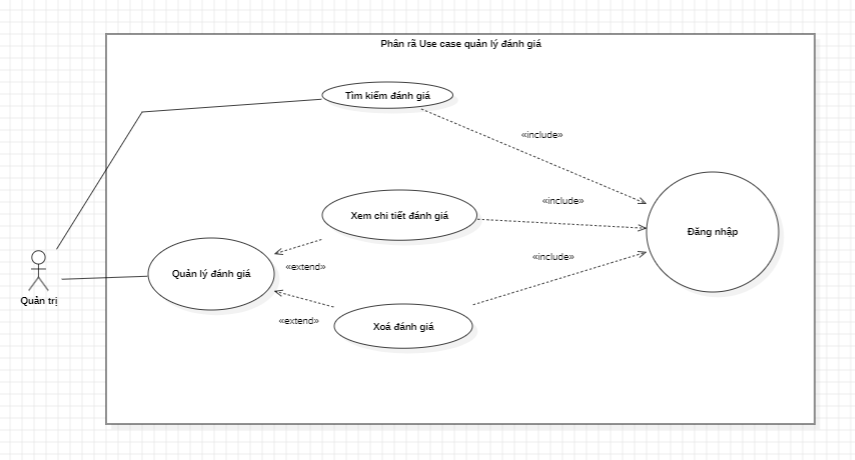 Phân rã Use case quản lý đánh giá
Tìm kiếm đánh giá
«include»
«include»
Xem chi tiết đánh giá
Đăng nhập
«include»
Quản lý đánh giá
«extend»
Quản trị
«extend»
Xoá đánh giá